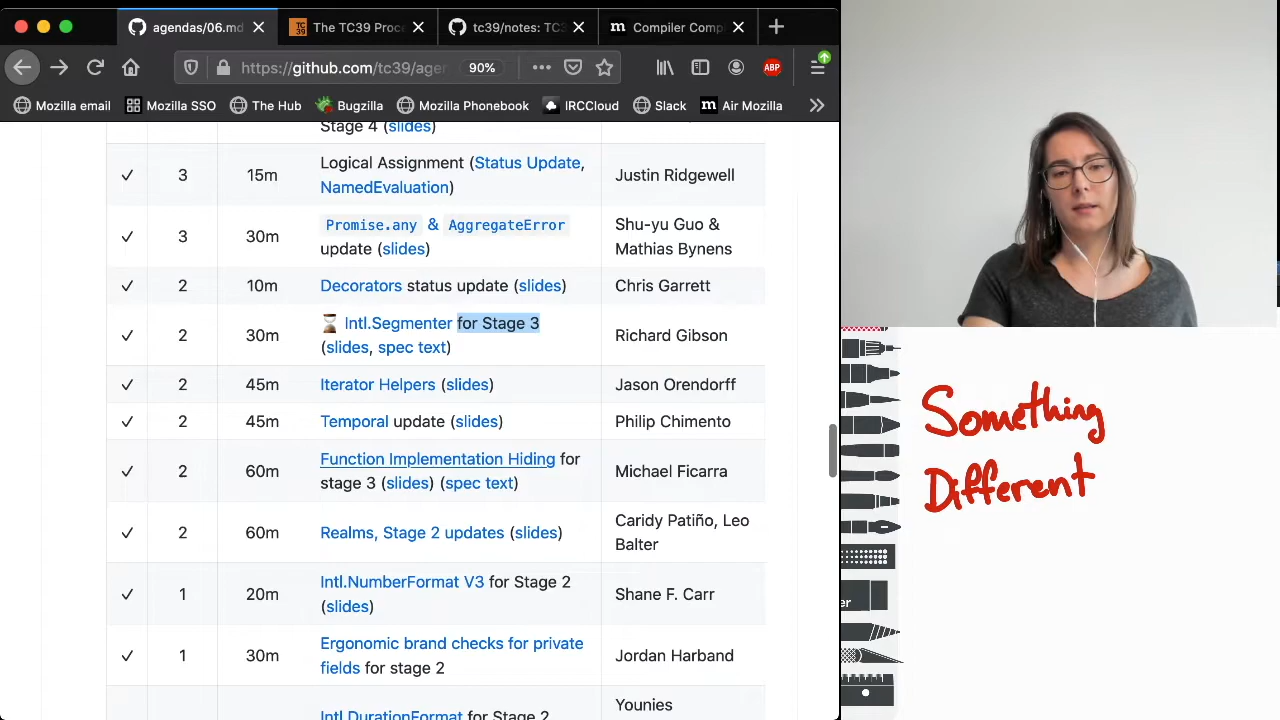 agendas/06.md
The TC39 Proc
tc39/notes: TC3
Compiler Comp
https://github.com/tc39/age
90%
ABP
Mozilla email
Mozilla SSO
The Hub
Bugzilla
Mozilla Phonebook
IRCCloud
Slack
Air Mozilla
Stage 4 (slides)
✓ 3 15m Logical Assignment (Status Update, Justin Ridgewell
NamedEvaluation)
✓ 3 30m Promise.any & AggregateError Shu-yu Guo &
update (slides) Mathias Bynens
✓ 2 10m Decorators status update (slides) Chris Garrett
✓ 2 30m ⌛ Intl.Segmenter for Stage 3 Richard Gibson
(slides, spec text)
✓ 2 45m Iterator Helpers (slides) Jason Orendorff
✓ 2 45m Temporal update (slides) Philip Chimento
✓ 2 60m Function Implementation Hiding for Michael Ficarra
stage 3 (slides) (spec text)
✓ 2 60m Realms, Stage 2 updates (slides) Caridy Patiño, Leo
Balter
✓ 1 20m Intl.NumberFormat V3 for Stage 2 Shane F. Carr
(slides)
✓ 1 30m Ergonomic brand checks for private Jordan Harband
fields for stage 2
Younies
Intl.DurationFormat for Stage 2
Something
Different
er